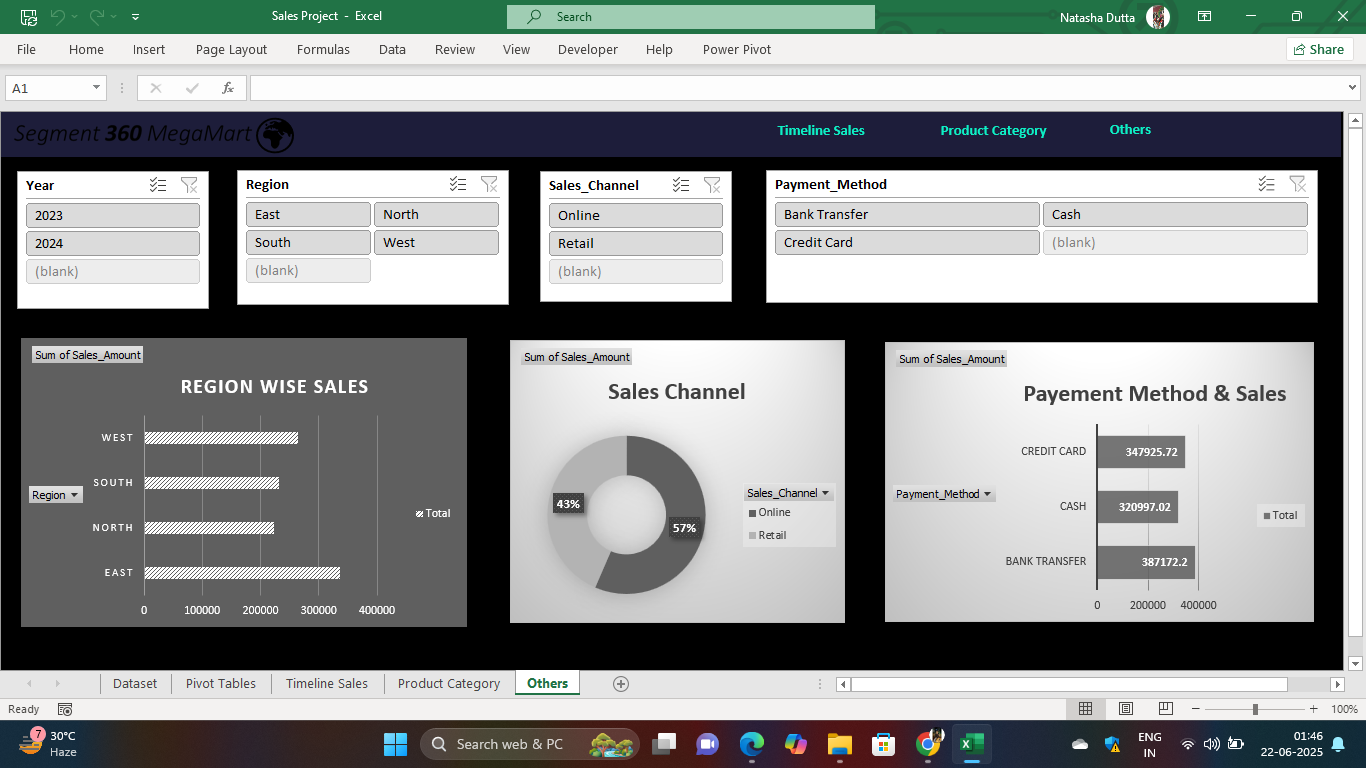 Sales Project - Excel
Search
Natasha Dutta
File Home Insert Page Layout Formulas Data Review View Developer Help Power Pivot
Share
A1
fx
Segment 360 MegaMart
Timeline Sales Product Category Others
Year
2023
2024
(blank)
Region
East North
South West
(blank)
Sales_Channel
Online
Retail
(blank)
Payment_Method
Bank Transfer Cash
Credit Card (blank)
Sum of Sales_Amount
REGION WISE SALES
WEST
SOUTH
Region
NORTH
EAST
Total
0 100000 200000 300000 400000
Sum of Sales_Amount
Sales Channel
43%
57%
Sales_Channel
Online
Retail
Sum of Sales_Amount
Payement Method & Sales
CREDIT CARD 347925.72
Payment_Method
CASH 320997.02
Total
BANK TRANSFER 387172.2
0 200000 400000
Dataset Pivot Tables Timeline Sales Product Category Others
Ready
100%
7
30°C
Haze
Search web & PC
ENG
IN
01:46
22-06-2025